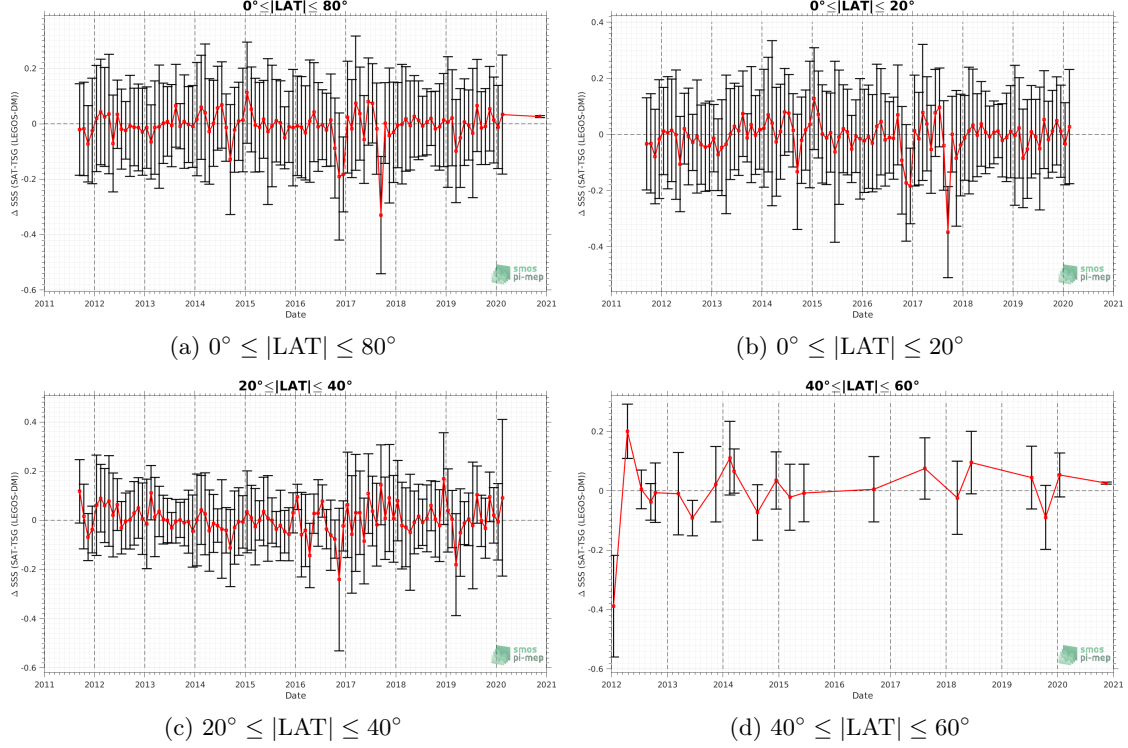 0°≤|LAT|≤ 80°
Δ SSS (SAT-TSG (LEGOS-DM))
0.2
0
-0.2
-0.4
-0.6
2011 2012 2013 2014 2015 2016 2017 2018 2019 2020 2021
Date
smos
pi-mep
(a) 0° ≤ |LAT| ≤ 80°
0°≤|LAT|≤ 20°
Δ SSS (SAT-TSG (LEGOS-DM))
0.4
0.2
0
-0.2
-0.4
2011 2012 2013 2014 2015 2016 2017 2018 2019 2020 2021
Date
smos
pi-mep
(b) 0° ≤ |LAT| ≤ 20°
20°≤|LAT|≤ 40°
Δ SSS (SAT-TSG (LEGOS-DM))
0.4
0.2
0
-0.2
-0.4
-0.6
2011 2012 2013 2014 2015 2016 2017 2018 2019 2020 2021
Date
smos
pi-mep
(c) 20° ≤ |LAT| ≤ 40°
40°≤|LAT|≤ 60°
Δ SSS (SAT-TSG (LEGOS-DM))
0.2
0
-0.2
-0.4
-0.6
2012 2013 2014 2015 2016 2017 2018 2019 2020 2021
Date
smos
pi-mep
(d) 40° ≤ |LAT| ≤ 60°